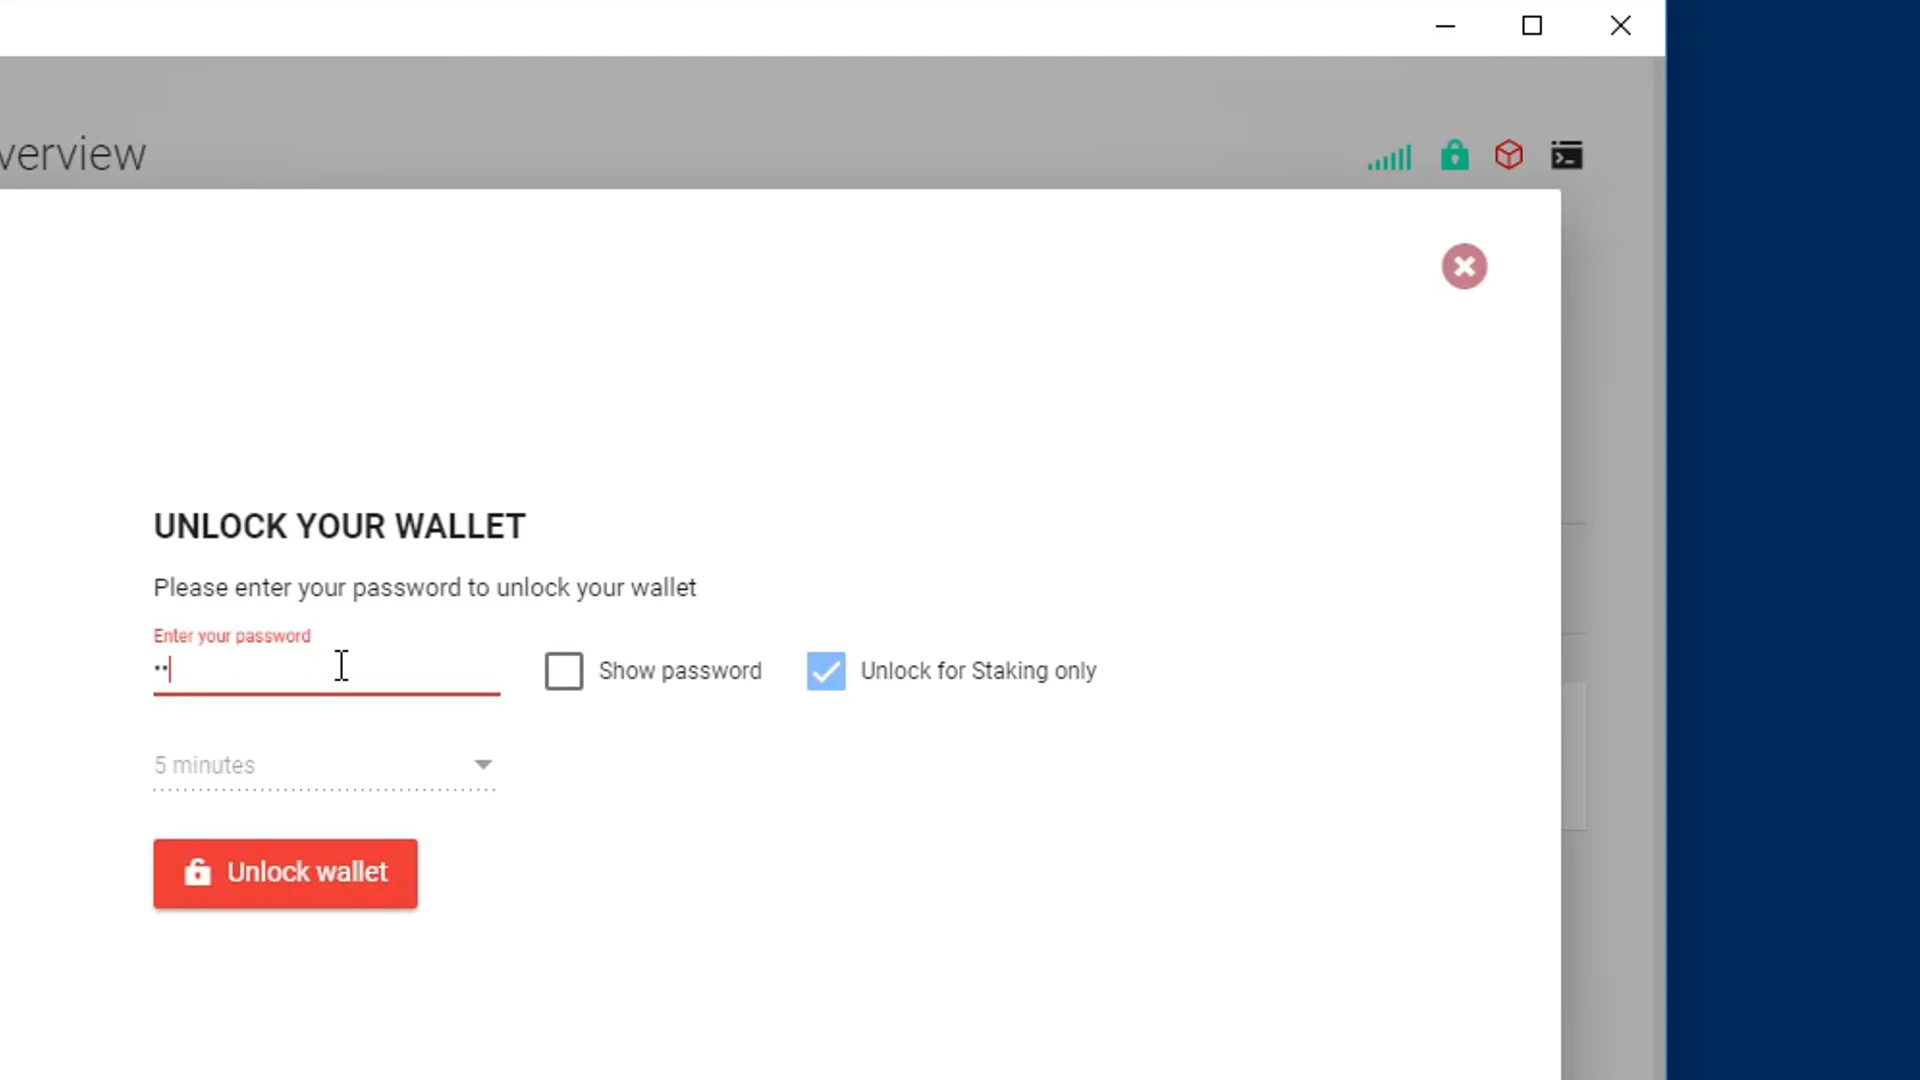 verview
UNLOCK YOUR WALLET
Please enter your password to unlock your wallet
Enter your password
••
Show password
Unlock for Staking only
5 minutes
Unlock wallet